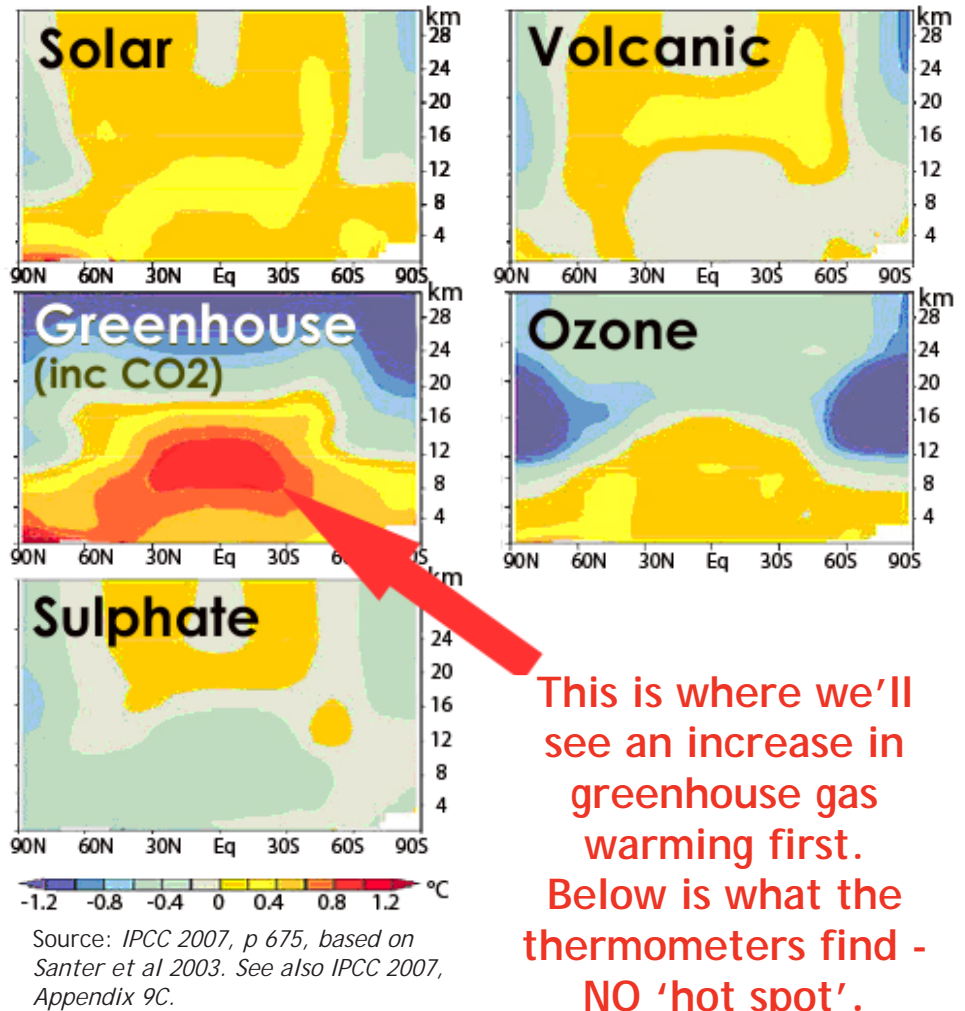 Solar
km
28
24
20
16
12
8
4
90N 60N 30N Eq 30S 60S 90S
Volcanic
km
28
24
20
16
12
8
4
90N 60N 30N Eq 30S 60S 90S
Greenhouse
(inc CO2)
km
28
24
20
16
12
8
4
90N 60N 30N Eq 30S 60S
Ozone
km
28
24
20
16
12
8
4
90N 60N 30N Eq 30S 60S 90S
Sulphate
km
24
20
16
12
8
4
90N 60N 30N Eq 30S 60S 90S
-1.2 -0.8 -0.4 0 0.4 0.8 1.2 °C
Source: IPCC 2007, p 675, based on
Santer et al 2003. See also IPCC 2007,
Appendix 9C.
This is where we’ll
see an increase in
greenhouse gas
warming first.
Below is what the
thermometers find -
NO ‘hot spot’.